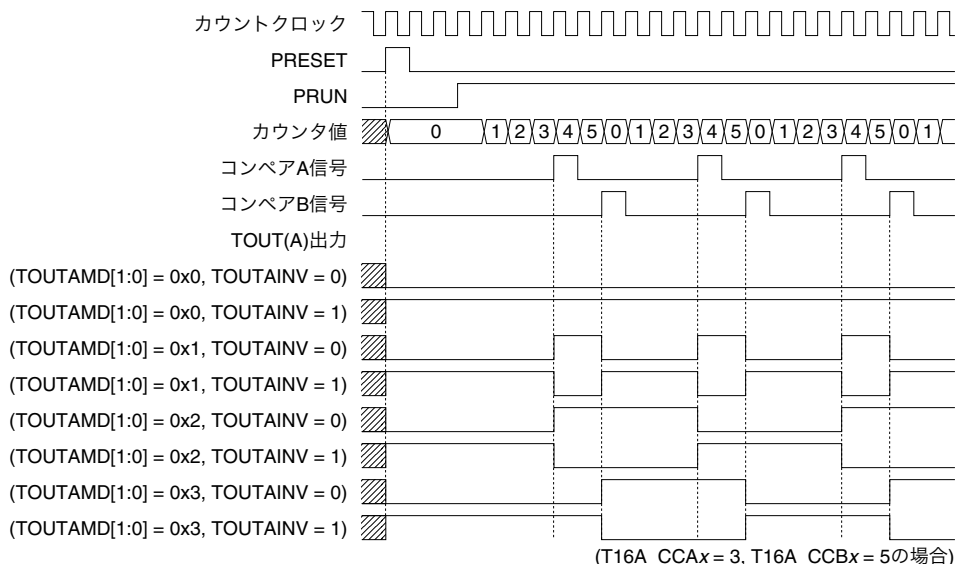 カウントクロック
PRESET
PRUN
カウンタ値 0 1 2 3 4 5 0 1 2 3 4 5 0 1 2 3 4 5 0 1
コンペアA信号
コンペアB信号
TOUT(A)出力
(TOUTAMD[1:0] = 0x0, TOUTAINV = 0)
(TOUTAMD[1:0] = 0x0, TOUTAINV = 1)
(TOUTAMD[1:0] = 0x1, TOUTAINV = 0)
(TOUTAMD[1:0] = 0x1, TOUTAINV = 1)
(TOUTAMD[1:0] = 0x2, TOUTAINV = 0)
(TOUTAMD[1:0] = 0x2, TOUTAINV = 1)
(TOUTAMD[1:0] = 0x3, TOUTAINV = 0)
(TOUTAMD[1:0] = 0x3, TOUTAINV = 1)
(T16A_CCAx = 3, T16A_CCBx = 5の場合)